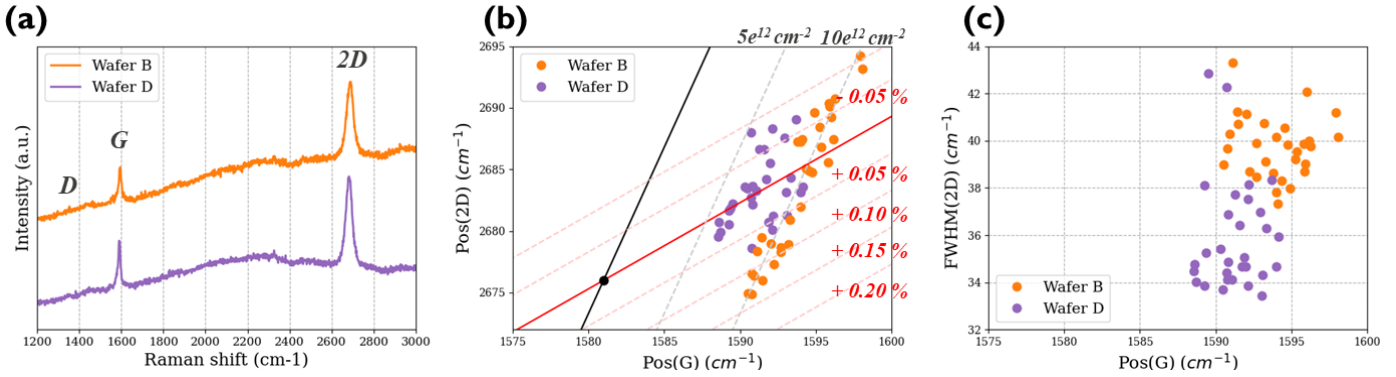 (a)
Wafer B
Wafer D
D
G
2D
Intensity (a.u.)
1200 1400 1600 1800 2000 2200 2400 2600 2800 3000
Raman shift (cm-1)
(b)
5e¹² cm⁻² 10e¹² cm⁻²
Wafer B
Wafer D
- 0.05 %
+ 0.05 %
+ 0.10 %
+ 0.15 %
+ 0.20 %
2695
2690
2685
2680
2675
Pos(2D) (cm⁻¹)
1575 1580 1585 1590 1595 1600
Pos(G) (cm⁻¹)
(c)
44
42
40
38
36
34
32
FWHM(2D) (cm⁻¹)
Wafer B
Wafer D
1575 1580 1585 1590 1595 1600
Pos(G) (cm⁻¹)